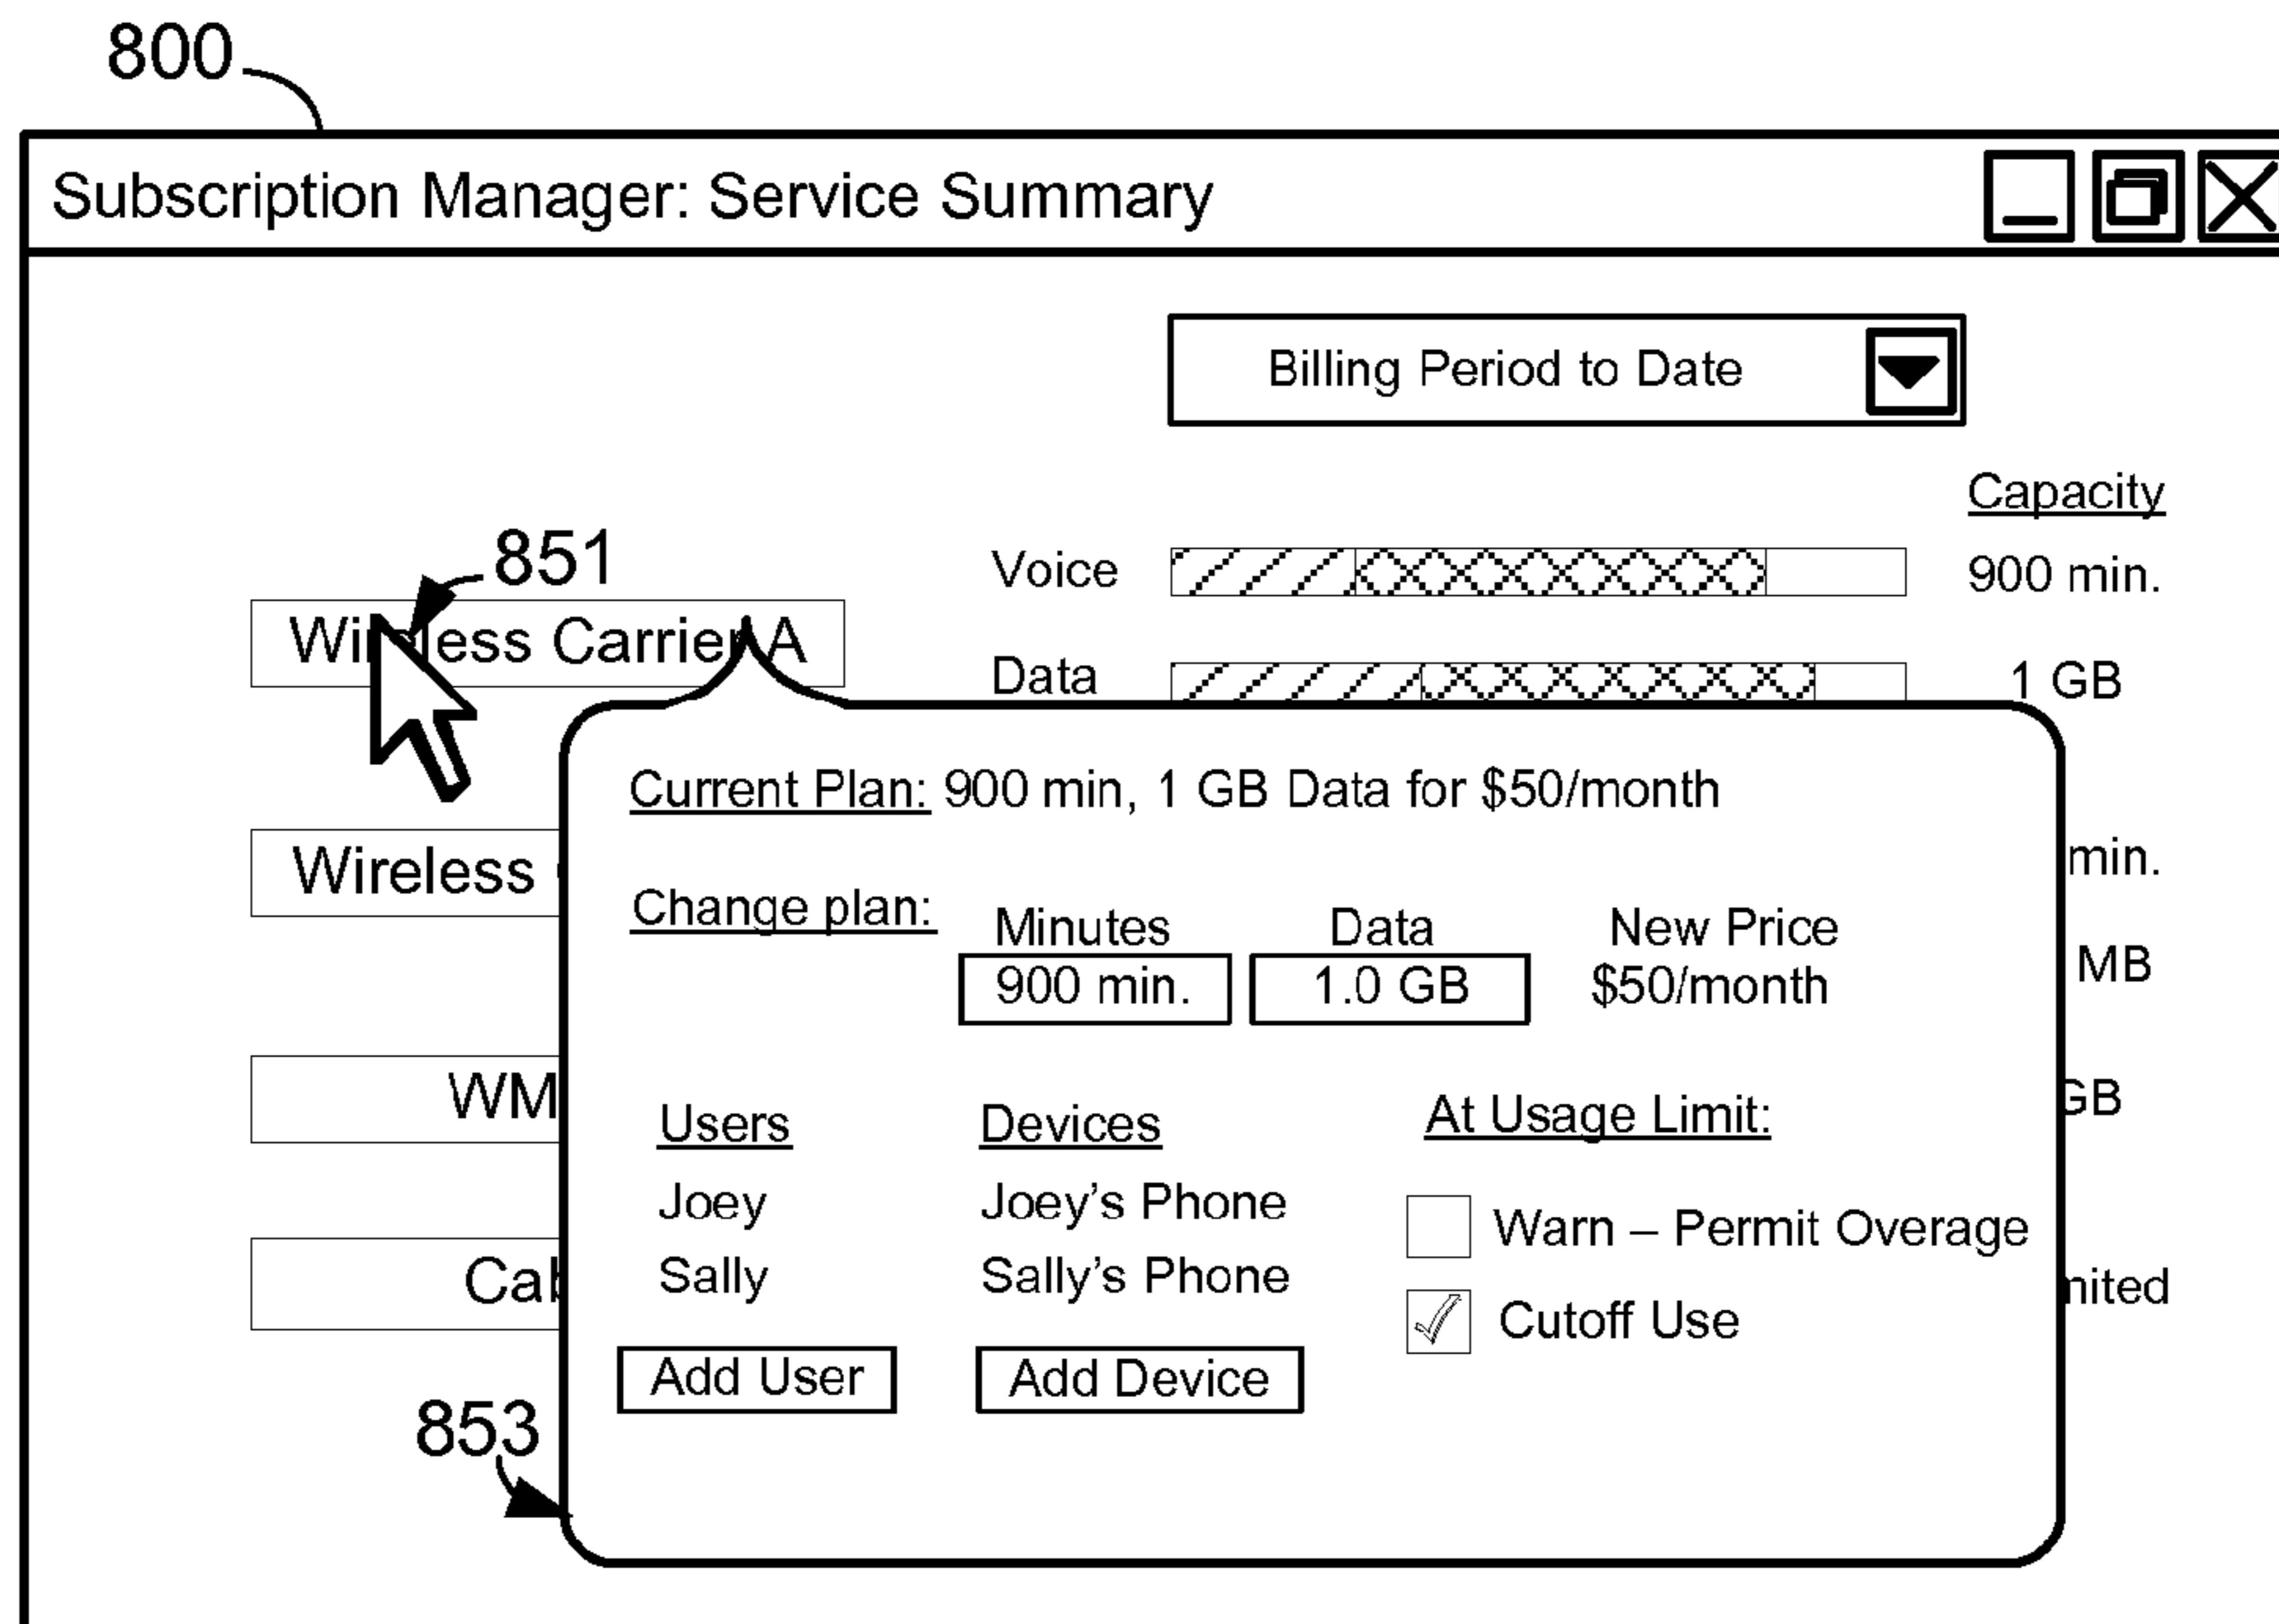 800
Subscription Manager: Service Summary
Billing Period to Date
Capacity
851
Voice
900 min.
Wireless Carrier A
Data
1 GB
Current Plan: 900 min, 1 GB Data for $50/month
Wireless
min.
Change plan:
Minutes
Data
New Price
900 min.
1.0 GB
$50/month
MB
WM
GB
Users
Devices
At Usage Limit:
Joey
Joey's Phone
Warn – Permit Overage
Sally
Sally's Phone
Cutoff Use
Add User
Add Device
853